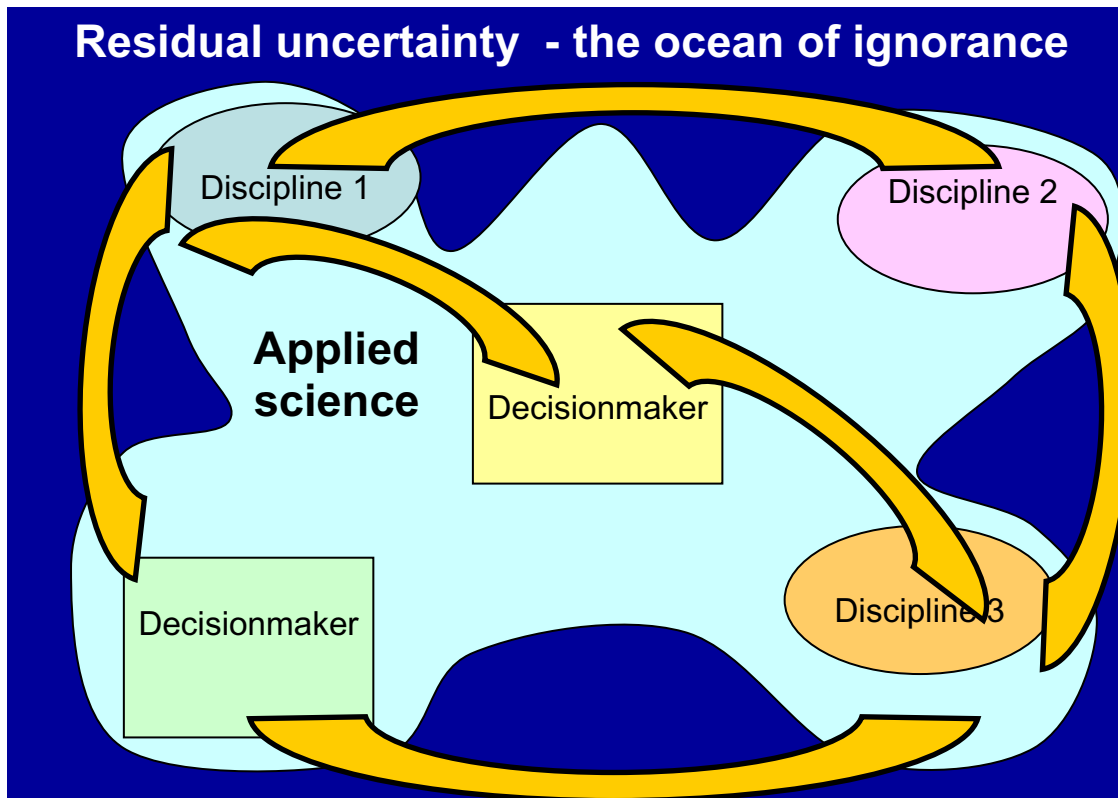 Residual uncertainty - the ocean of ignorance
Discipline 1
Discipline 2
Applied
science
Decisionmaker
Discipline 3
Decisionmaker